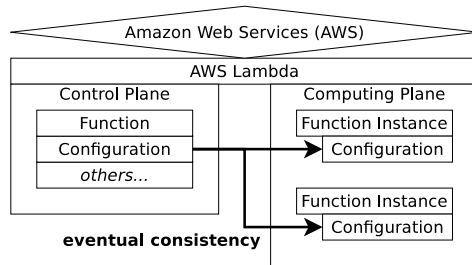 Amazon Web Services (AWS)
AWS Lambda
Control Plane
Function
Configuration
others...
Computing Plane
Function Instance
Configuration
Function Instance
Configuration
eventual consistency